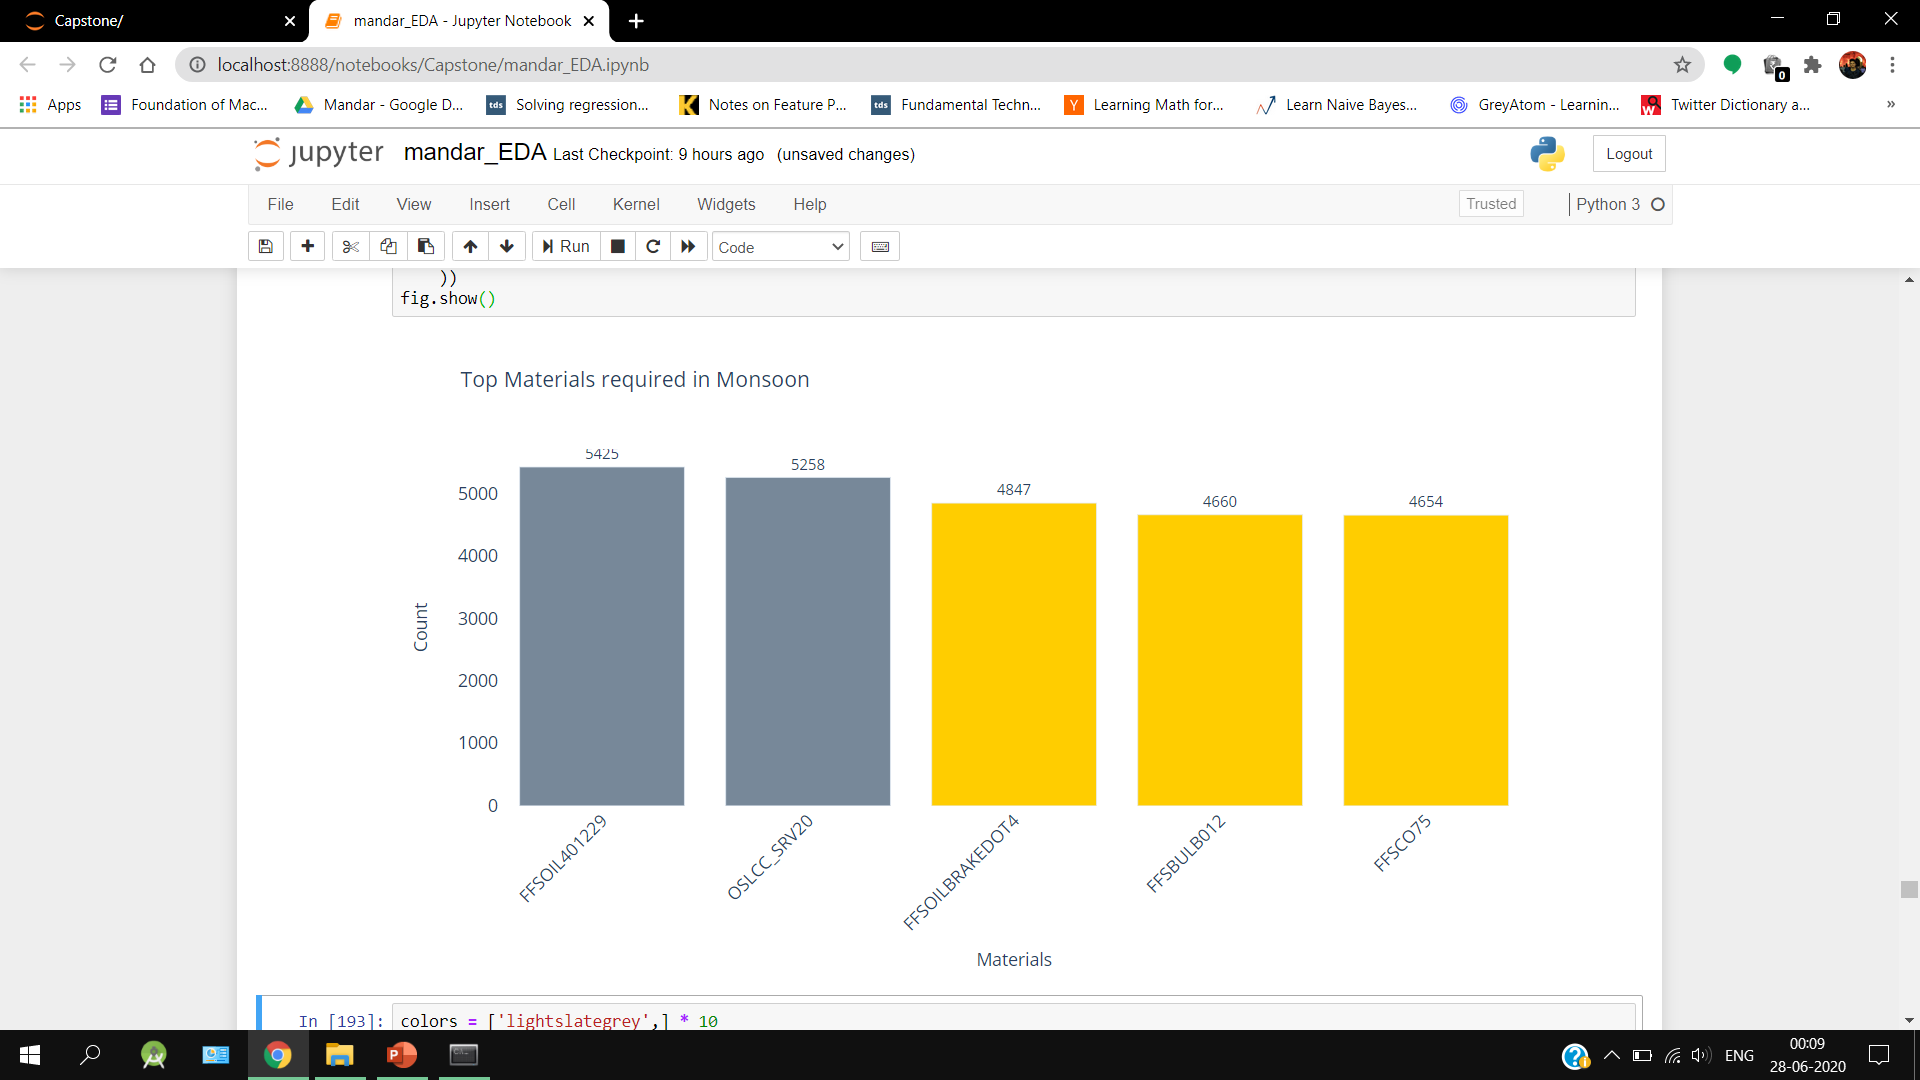 Capstone/
mandar_EDA - Jupyter Notebook
localhost:8888/notebooks/Capstone/mandar_EDA.ipynb
0
Apps
Foundation of Mac...
Mandar - Google D...
tds
Solving regression...
Notes on Feature P...
tds
Fundamental Techn...
Y
Learning Math for...
Learn Naive Bayes...
GreyAtom - Learnin...
Twitter Dictionary a...
»
jupyter
mandar_EDA Last Checkpoint: 9 hours ago (unsaved changes)
Logout
File Edit View Insert Cell Kernel Widgets Help
Trusted
Python 3
Run
Code
))
fig.show()
Top Materials required in Monsoon
5425
5258
4847
4660
4654
5000
4000
3000
2000
1000
0
Count
FFSOIL401229
OSLCC_SRV20
FFSOILBRAKEDOT4
FFSBULB012
FFSCO75
Materials
In [193]: colors = ['lightslategrey',] * 10
ENG
00:09
28-06-2020